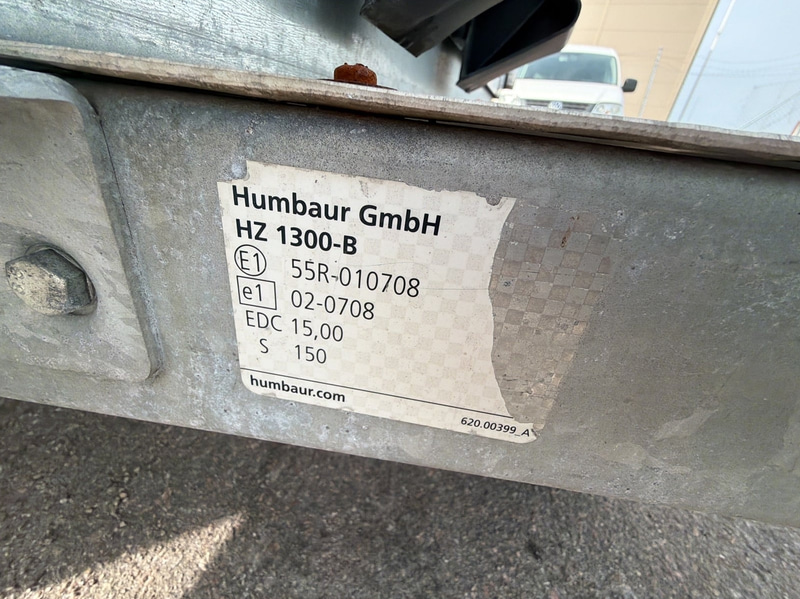 Humbaur GmbH
HZ 1300-B
E1 55R-010708
e1 02-0708
EDC 15,00
S 150
humbaur.com
620.00399_A